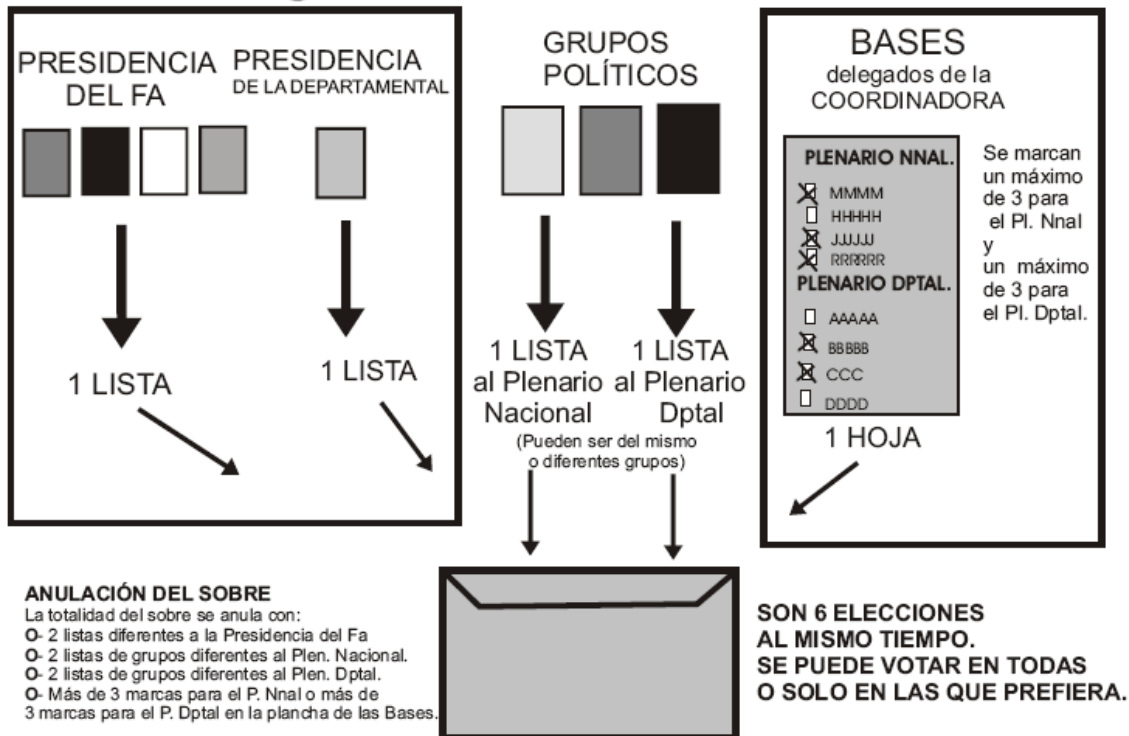 PRESIDENCIA
DEL FA
PRESIDENCIA
DE LA DEPARTAMENTAL
1 LISTA
1 LISTA
GRUPOS
POLÍTICOS
1 LISTA
al Plenario
Nacional
1 LISTA
al Plenario
Dptal
(Pueden ser del mismo
o diferentes grupos)
BASES
delegados de la
COORDINADORA
PLENARIO NNAL.
MMMM
HHHHH
JJJJJJ
RRRRRR
PLENARIO DPTAL.
AAAAA
BBBBB
CCC
DDDD
Se marcan
un máximo
de 3 para
el Pl. Nnal
y
un máximo
de 3 para
el Pl. Dptal.
1 HOJA
ANULACIÓN DEL SOBRE
La totalidad del sobre se anula con:
O- 2 listas diferentes a la Presidencia del Fa
O- 2 listas de grupos diferentes al Plen. Nacional.
O- 2 listas de grupos diferentes al Plen. Dptal.
O- Más de 3 marcas para el P. Nnal o más de
3 marcas para el P. Dptal en la plancha de las Bases.
SON 6 ELECCIONES
AL MISMO TIEMPO.
SE PUEDE VOTAR EN TODAS
O SOLO EN LAS QUE PREFIERA.